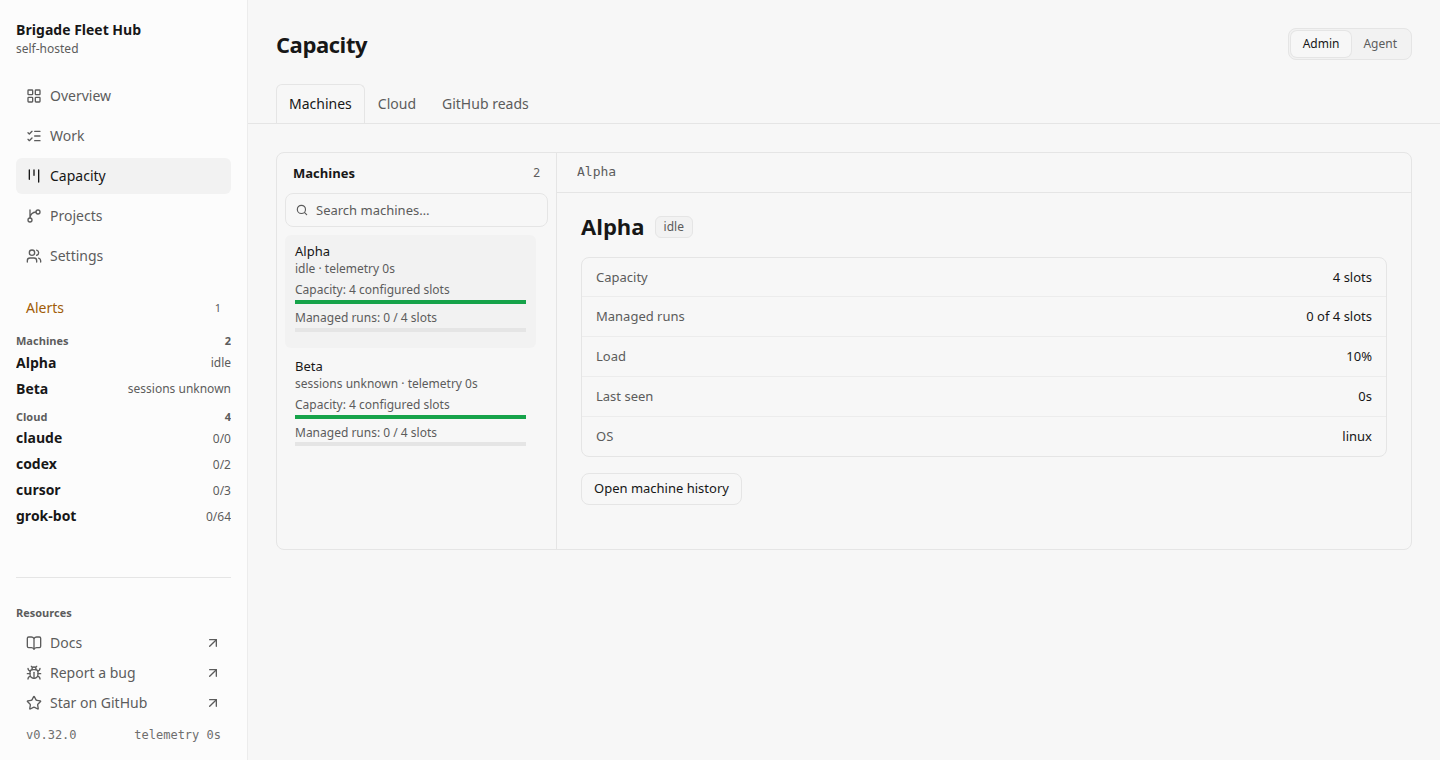 Brigade Fleet Hub
self-hosted
Overview
Work
Capacity
Projects
Settings
Alerts 1
Machines 2
Alpha idle
Beta sessions unknown
Cloud 4
claude 0/0
codex 0/2
cursor 0/3
grok-bot 0/64
Resources
Docs
Report a bug
Star on GitHub
v0.32.0 telemetry 0s
Capacity
Admin Agent
Machines Cloud GitHub reads
Machines 2
Search machines...
Alpha
idle · telemetry 0s
Capacity: 4 configured slots
Managed runs: 0 / 4 slots
Beta
sessions unknown · telemetry 0s
Capacity: 4 configured slots
Managed runs: 0 / 4 slots
Alpha
Alpha idle
Capacity 4 slots
Managed runs 0 of 4 slots
Load 10%
Last seen 0s
OS linux
Open machine history